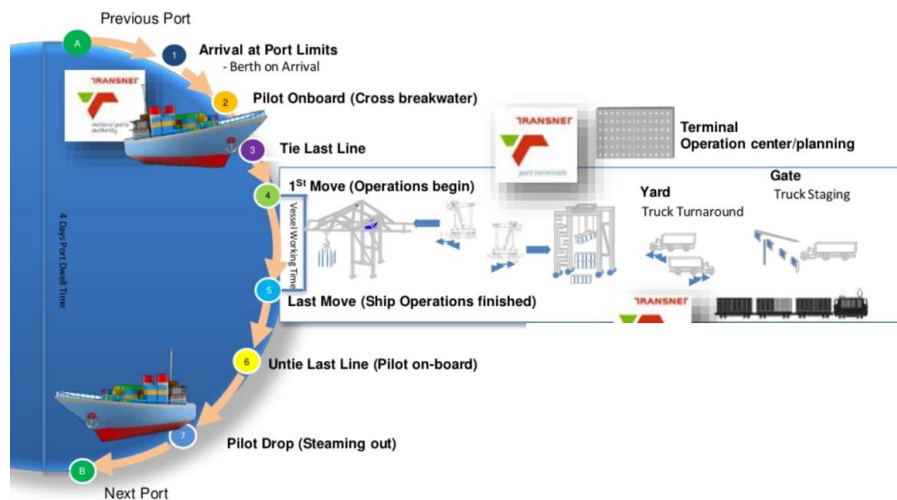 Previous Port
A
1
Arrival at Port Limits
- Berth on Arrival
TRANSNET
national ports
authority
2
Pilot Onboard (Cross breakwater)
3
Tie Last Line
TRANSNET
port terminals
Terminal
Operation center/planning
4
1St Move (Operations begin)
Yard
Truck Turnaround
Gate
Truck Staging
Vessel Working Time
4 Days Port Dwell Time
5
Last Move (Ship Operations finished)
TRANSNET
6
Untie Last Line (Pilot on-board)
7
Pilot Drop (Steaming out)
B
Next Port